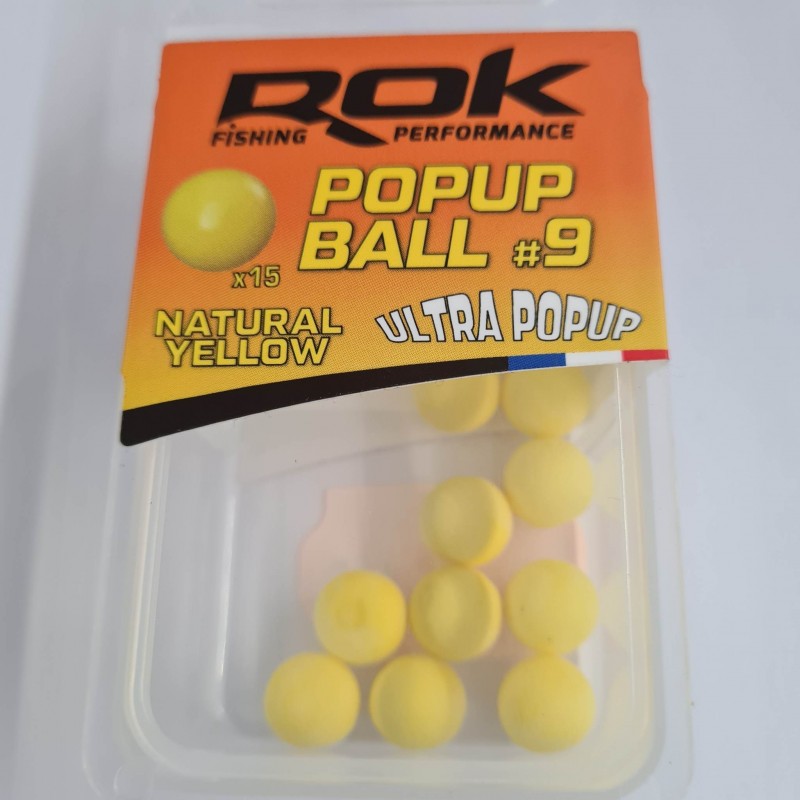 ROK
FiSHING PERFORMANCE
POPUP
BALL #9
x15
NATURAL
YELLOW
ULTRA POPUP